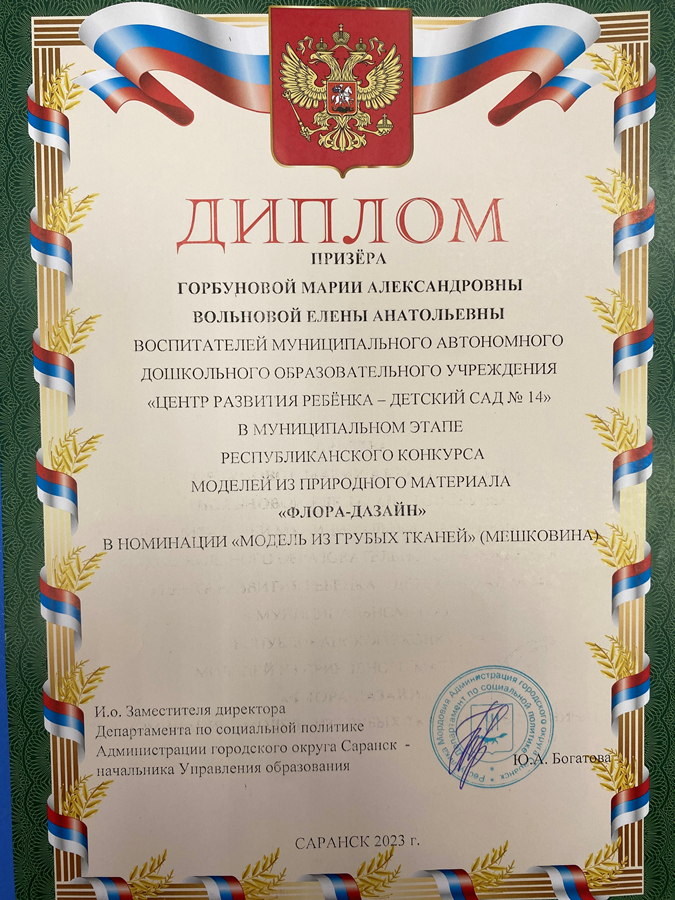 ДИПЛОМ
ПРИЗЁРА
ГОРБУНОВОЙ МАРИИ АЛЕКСАНДРОВНЫ
ВОЛЬНОВОЙ ЕЛЕНЫ АНАТОЛЬЕВНЫ
ВОСПИТАТЕЛЕЙ МУНИЦИПАЛЬНОГО АВТОНОМНОГО
ДОШКОЛЬНОГО ОБРАЗОВАТЕЛЬНОГО УЧРЕЖДЕНИЯ
«ЦЕНТР РАЗВИТИЯ РЕБЁНКА – ДЕТСКИЙ САД № 14»
В МУНИЦИПАЛЬНОМ ЭТАПЕ
РЕСПУБЛИКАНСКОГО КОНКУРСА
МОДЕЛЕЙ ИЗ ПРИРОДНОГО МАТЕРИАЛА
«ФЛОРА-ДАЗАЙН»
В НОМИНАЦИИ «МОДЕЛЬ ИЗ ГРУБЫХ ТКАНЕЙ» (МЕШКОВИНА)
И.о. Заместителя директора
Департамента по социальной политике
Администрации городского округа Саранск -
начальника Управления образования
Ю.А. Богатова
Мордовия Администрация городского округа
Департамент по социальной политике
САРАНСК 2023 г.